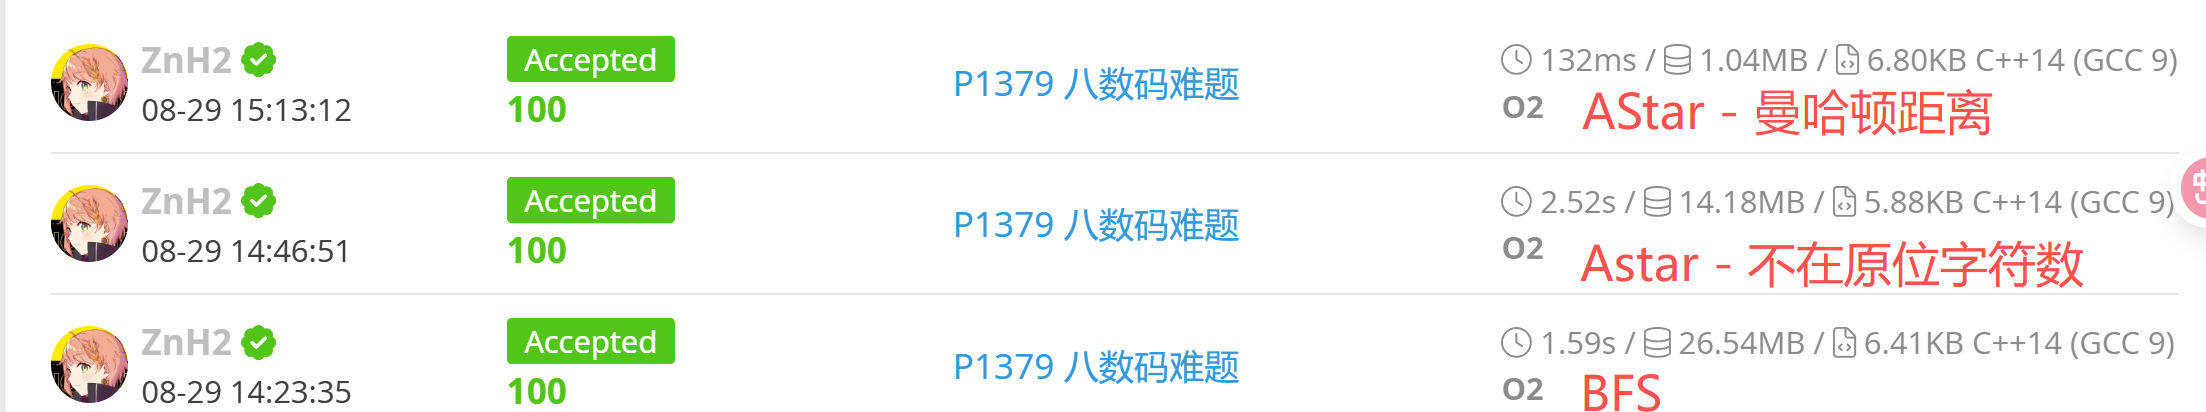 ZnH2
08-29 15:13:12
Accepted
100
P1379 八数码难题
132ms / 1.04MB / 6.80KB C++14 (GCC 9)
O2
AStar - 曼哈顿距离
ZnH2
08-29 14:46:51
Accepted
100
P1379 八数码难题
2.52s / 14.18MB / 5.88KB C++14 (GCC 9)
O2
Astar - 不在原位字符数
ZnH2
08-29 14:23:35
Accepted
100
P1379 八数码难题
1.59s / 26.54MB / 6.41KB C++14 (GCC 9)
O2
BFS